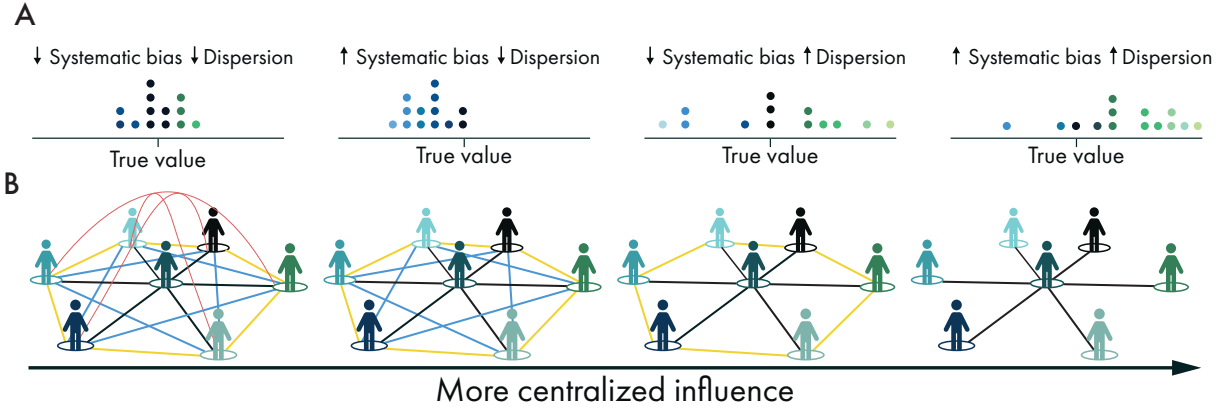 A
↓ Systematic bias ↓ Dispersion
↑ Systematic bias ↓ Dispersion
↓ Systematic bias ↑ Dispersion
↑ Systematic bias ↑ Dispersion
True value
True value
True value
True value
B
More centralized influence